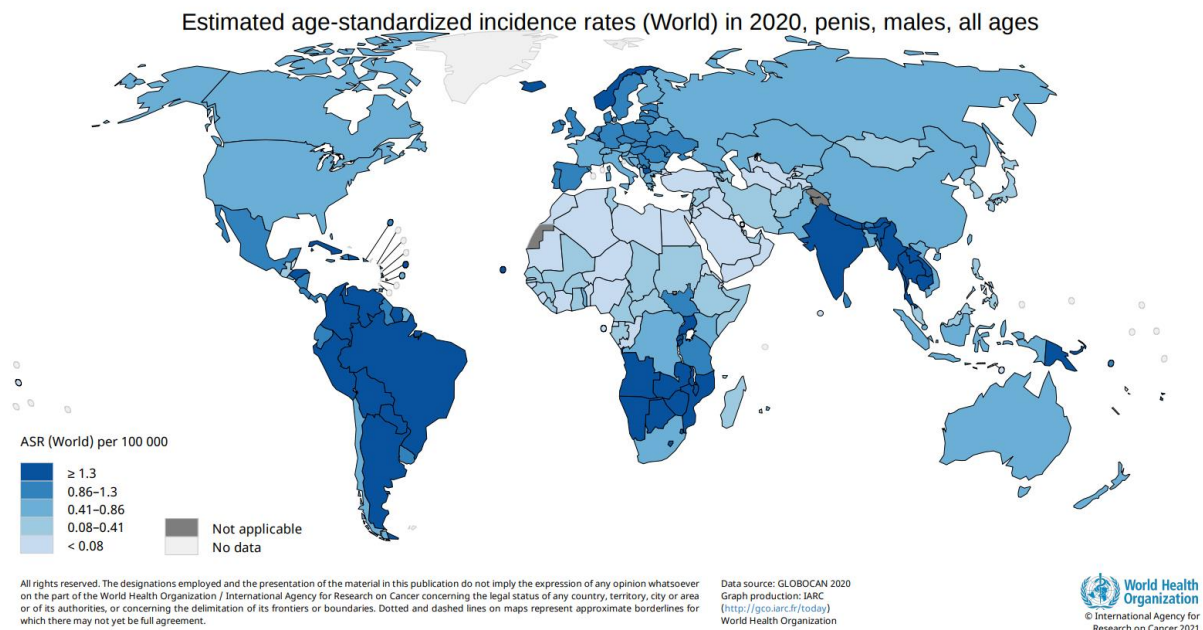 Estimated age-standardized incidence rates (World) in 2020, penis, males, all ages
ASR (World) per 100 000
≥ 1.3
0.86–1.3
0.41–0.86
0.08–0.41
< 0.08
Not applicable
No data
All rights reserved. The designations employed and the presentation of the material in this publication do not imply the expression of any opinion whatsoever
on the part of the World Health Organization / International Agency for Research on Cancer concerning the legal status of any country, territory, city or area
or of its authorities, or concerning the delimitation of its frontiers or boundaries. Dotted and dashed lines on maps represent approximate borderlines for
which there may not yet be full agreement.
Data source: GLOBOCAN 2020
Graph production: IARC
(http://gco.iarc.fr/today)
World Health Organization
World Health
Organization
© International Agency for
Research on Cancer 2021